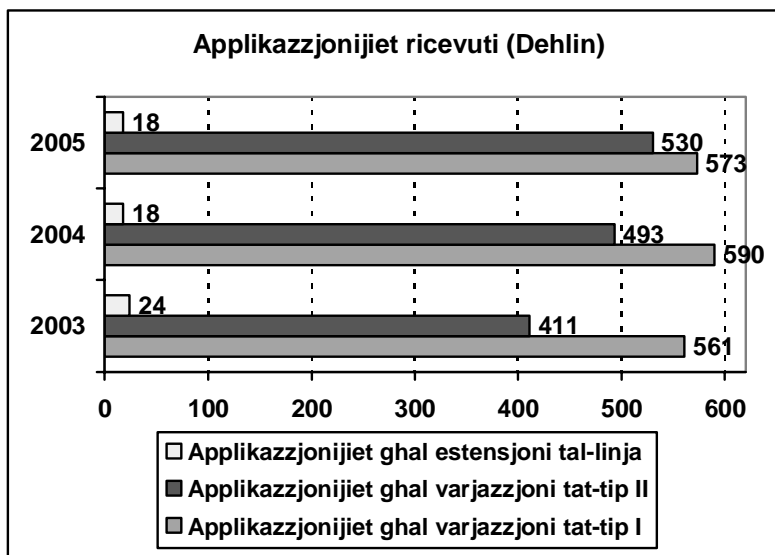 Applikazzjonijiet ricevuti (Dehlin)
2005
18
530
573
2004
18
493
590
2003
24
411
561
0 100 200 300 400 500 600
Applikazzjonijiet ghal estensjoni tal-linja
Applikazzjonijiet ghal varjazzjoni tat-tip II
Applikazzjonijiet ghal varjazzjoni tat-tip I